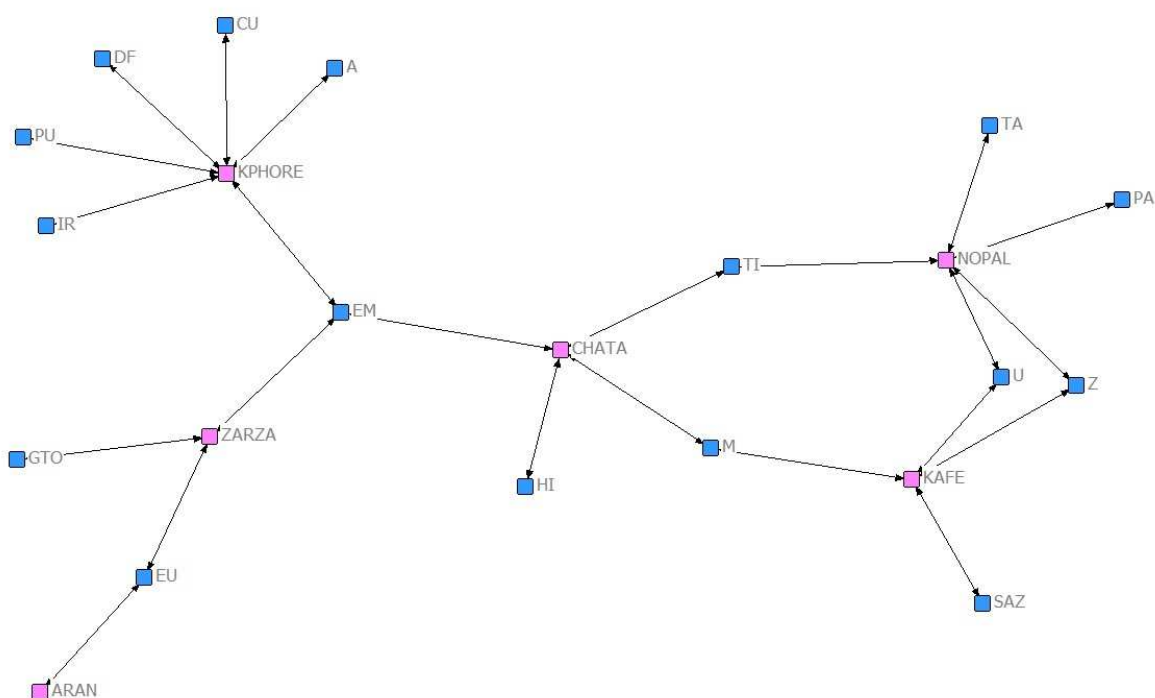 CU
DF
A
PU
KPHORE
IR
TA
PA
NOPAL
TI
EM
CHATA
U
Z
ZARZA
GTO
M
HI
KAFE
EU
SAZ
ARAN